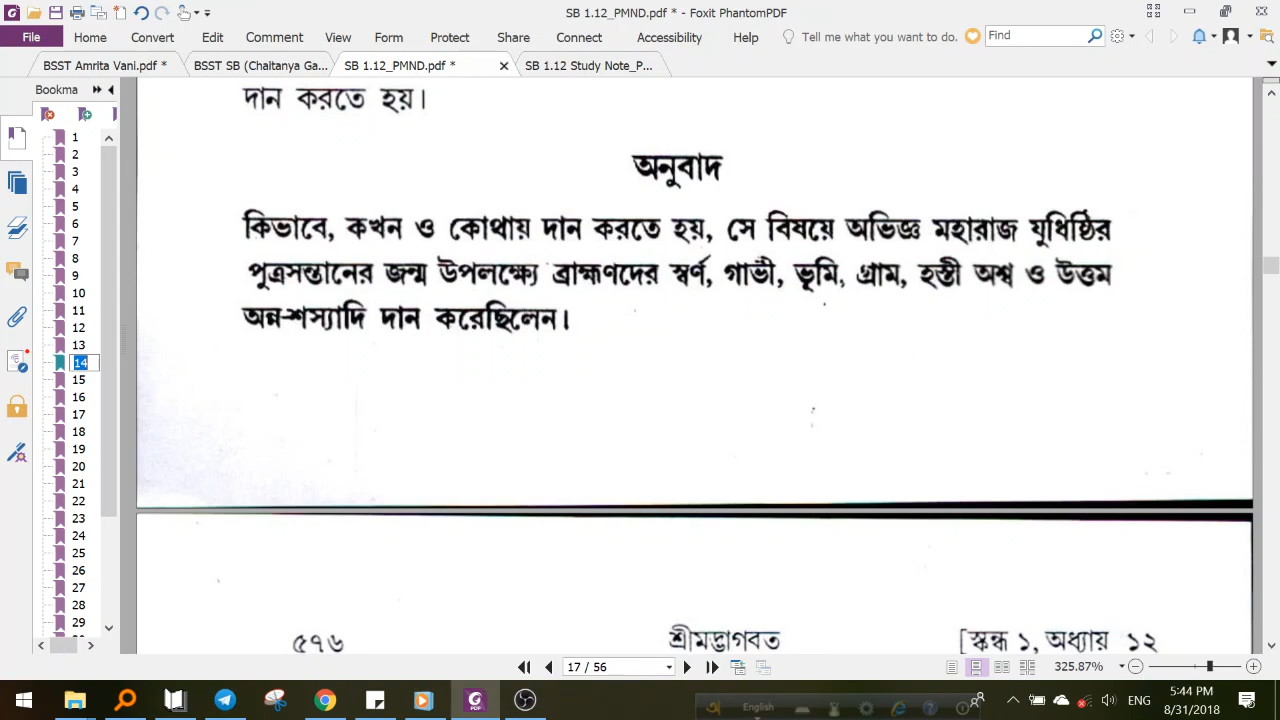 SB 1.12_PMND.pdf * - Foxit PhantomPDF
File Home Convert Edit Comment View Form Protect Share Connect Accessibility Help Tell me what you want to do. Find
BSST Amrita Vani.pdf * BSST SB (Chaitanya Ga... SB 1.12_PMND.pdf * SB 1.12 Study Note_P...
Bookma
1
2
3
4
5
6
7
8
9
10
11
12
13
14
15
16
17
18
19
20
21
22
23
24
25
26
27
28
29
দান করতে হয়।
অনুবাদ
কিভাবে, কখন ও কোথায় দান করতে হয়, সে বিষয়ে অভিজ্ঞ মহারাজ যুধিষ্ঠির
পুত্রসন্তানের জন্ম উপলক্ষ্যে ব্রাহ্মণদের স্বর্ণ, গাভী, ভূমি, গ্রাম, হস্তী অশ্ব ও উত্তম
অন্ন-শস্যাদি দান করেছিলেন।
৫৭৬ শ্রীমদ্ভাগবত [স্কন্ধ ১, অধ্যায় ১২
17 / 56 325.87%
English
ENG
5:44 PM
8/31/2018